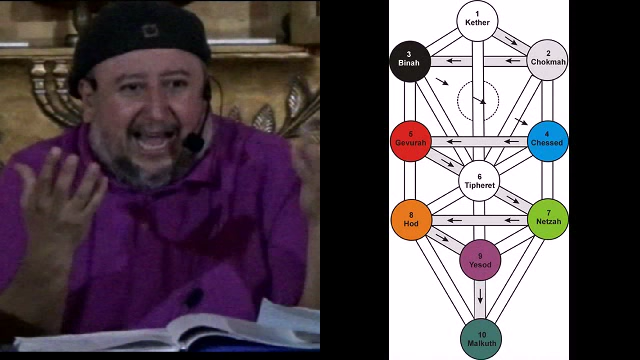 1
Kether
2
Chokmah
3
Binah
4
Chessed
5
Gevurah
6
Tipheret
7
Netzah
8
Hod
9
Yesod
10
Malkuth